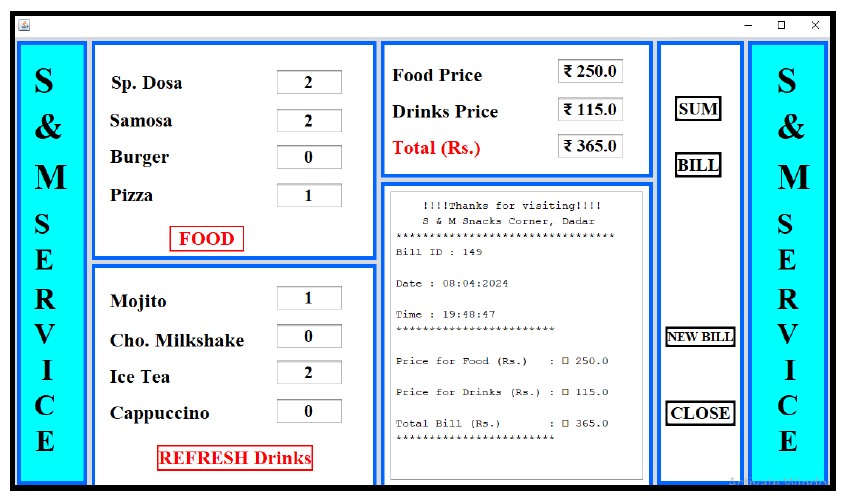 S
&
M
S
E
R
V
I
C
E
Sp. Dosa 2
Samosa 2
Burger 0
Pizza 1
FOOD
Mojito 1
Cho. Milkshake 0
Ice Tea 2
Cappuccino 0
REFRESH Drinks
Food Price ₹ 250.0
Drinks Price ₹ 115.0
Total (Rs.) ₹ 365.0
!!!!Thanks for visiting!!!!
S & M Snacks Corner, Dadar
*********************************
Bill ID : 149
Date : 08:04:2024
Time : 19:48:47
************************
Price for Food (Rs.) : □ 250.0
Price for Drinks (Rs.) : □ 115.0
Total Bill (Rs.) : □ 365.0
************************
SUM
BILL
NEW BILL
CLOSE
S
&
M
S
E
R
V
I
C
E